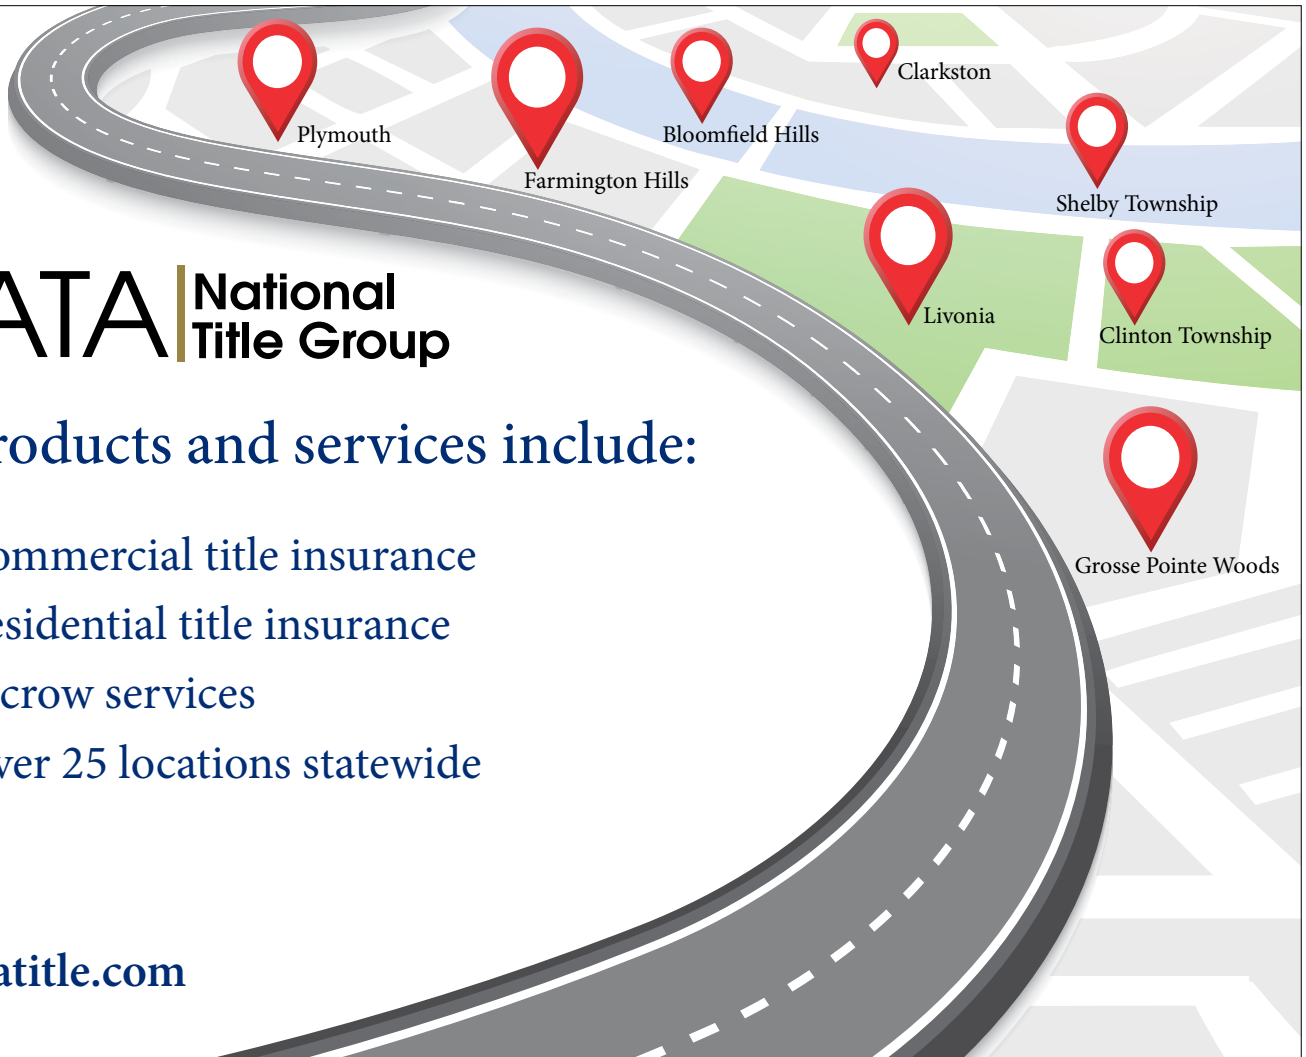 Clarkston
Plymouth
Bloomfield Hills
Farmington Hills
Shelby Township
Livonia
Clinton Township
ATA National
Title Group
roducts and services include:
ommercial title insurance
Grosse Pointe Woods
esidential title insurance
crow services
ver 25 locations statewide
atitle.com